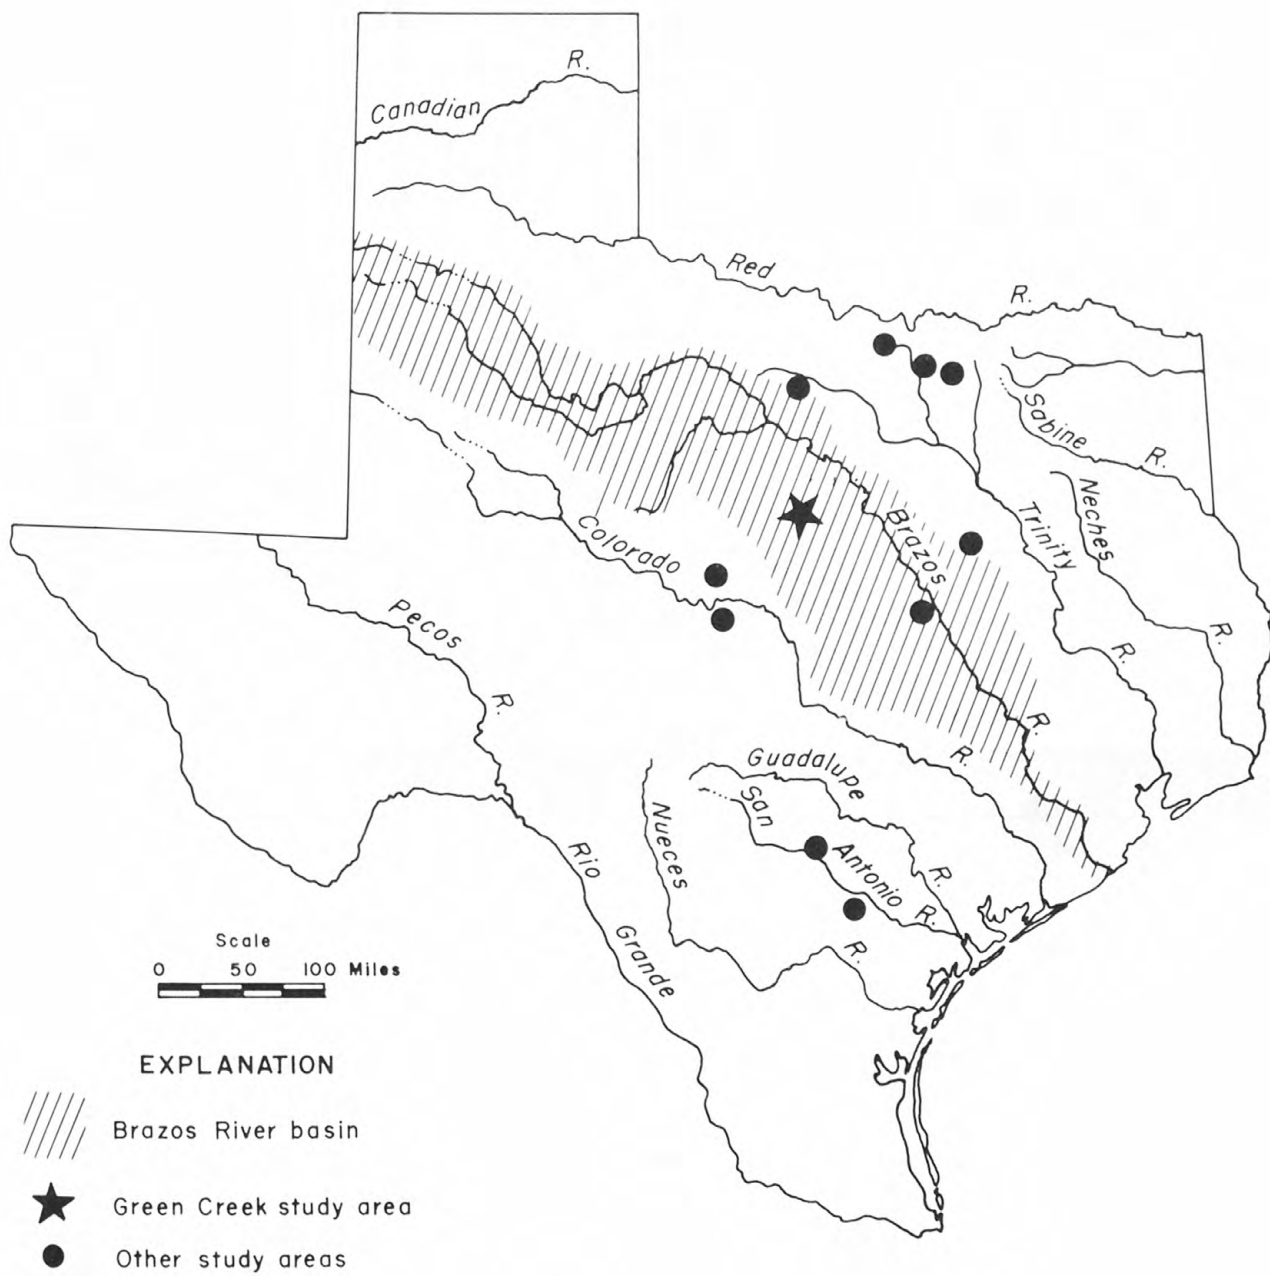 R.
Canadian
Red
R.
Sabine
R.
Neches
R.
Trinity
R.
Brazos
R.
Colorado
R.
Pecos
R.
Guadalupe
R.
San
Antonio
R.
Nueces
R.
Rio
Grande
Scale
0 50 100 Miles
EXPLANATION
Brazos River basin
Green Creek study area
Other study areas